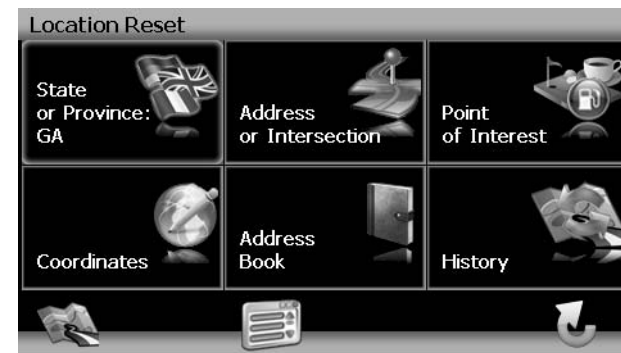 Location Reset
State
or Province:
GA
Address
or Intersection
Point
of Interest
Coordinates
Address
Book
History